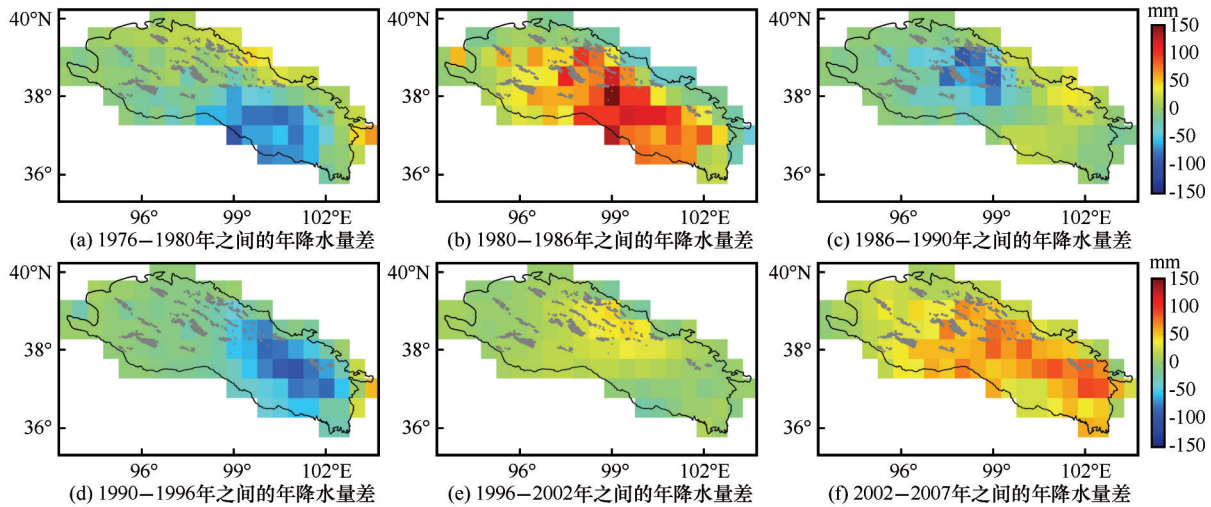 40°N
38°
36°
96°
99°
102°E
(a) 1976–1980年之间的年降水量差
40°N
38°
36°
96°
99°
102°E
(b) 1980–1986年之间的年降水量差
40°N
38°
36°
96°
99°
102°E
(c) 1986–1990年之间的年降水量差
mm
150
100
50
0
-50
-100
-150
40°N
38°
36°
96°
99°
102°E
(d) 1990–1996年之间的年降水量差
40°N
38°
36°
96°
99°
102°E
(e) 1996–2002年之间的年降水量差
40°N
38°
36°
96°
99°
102°E
(f) 2002–2007年之间的年降水量差
mm
150
100
50
0
-50
-100
-150